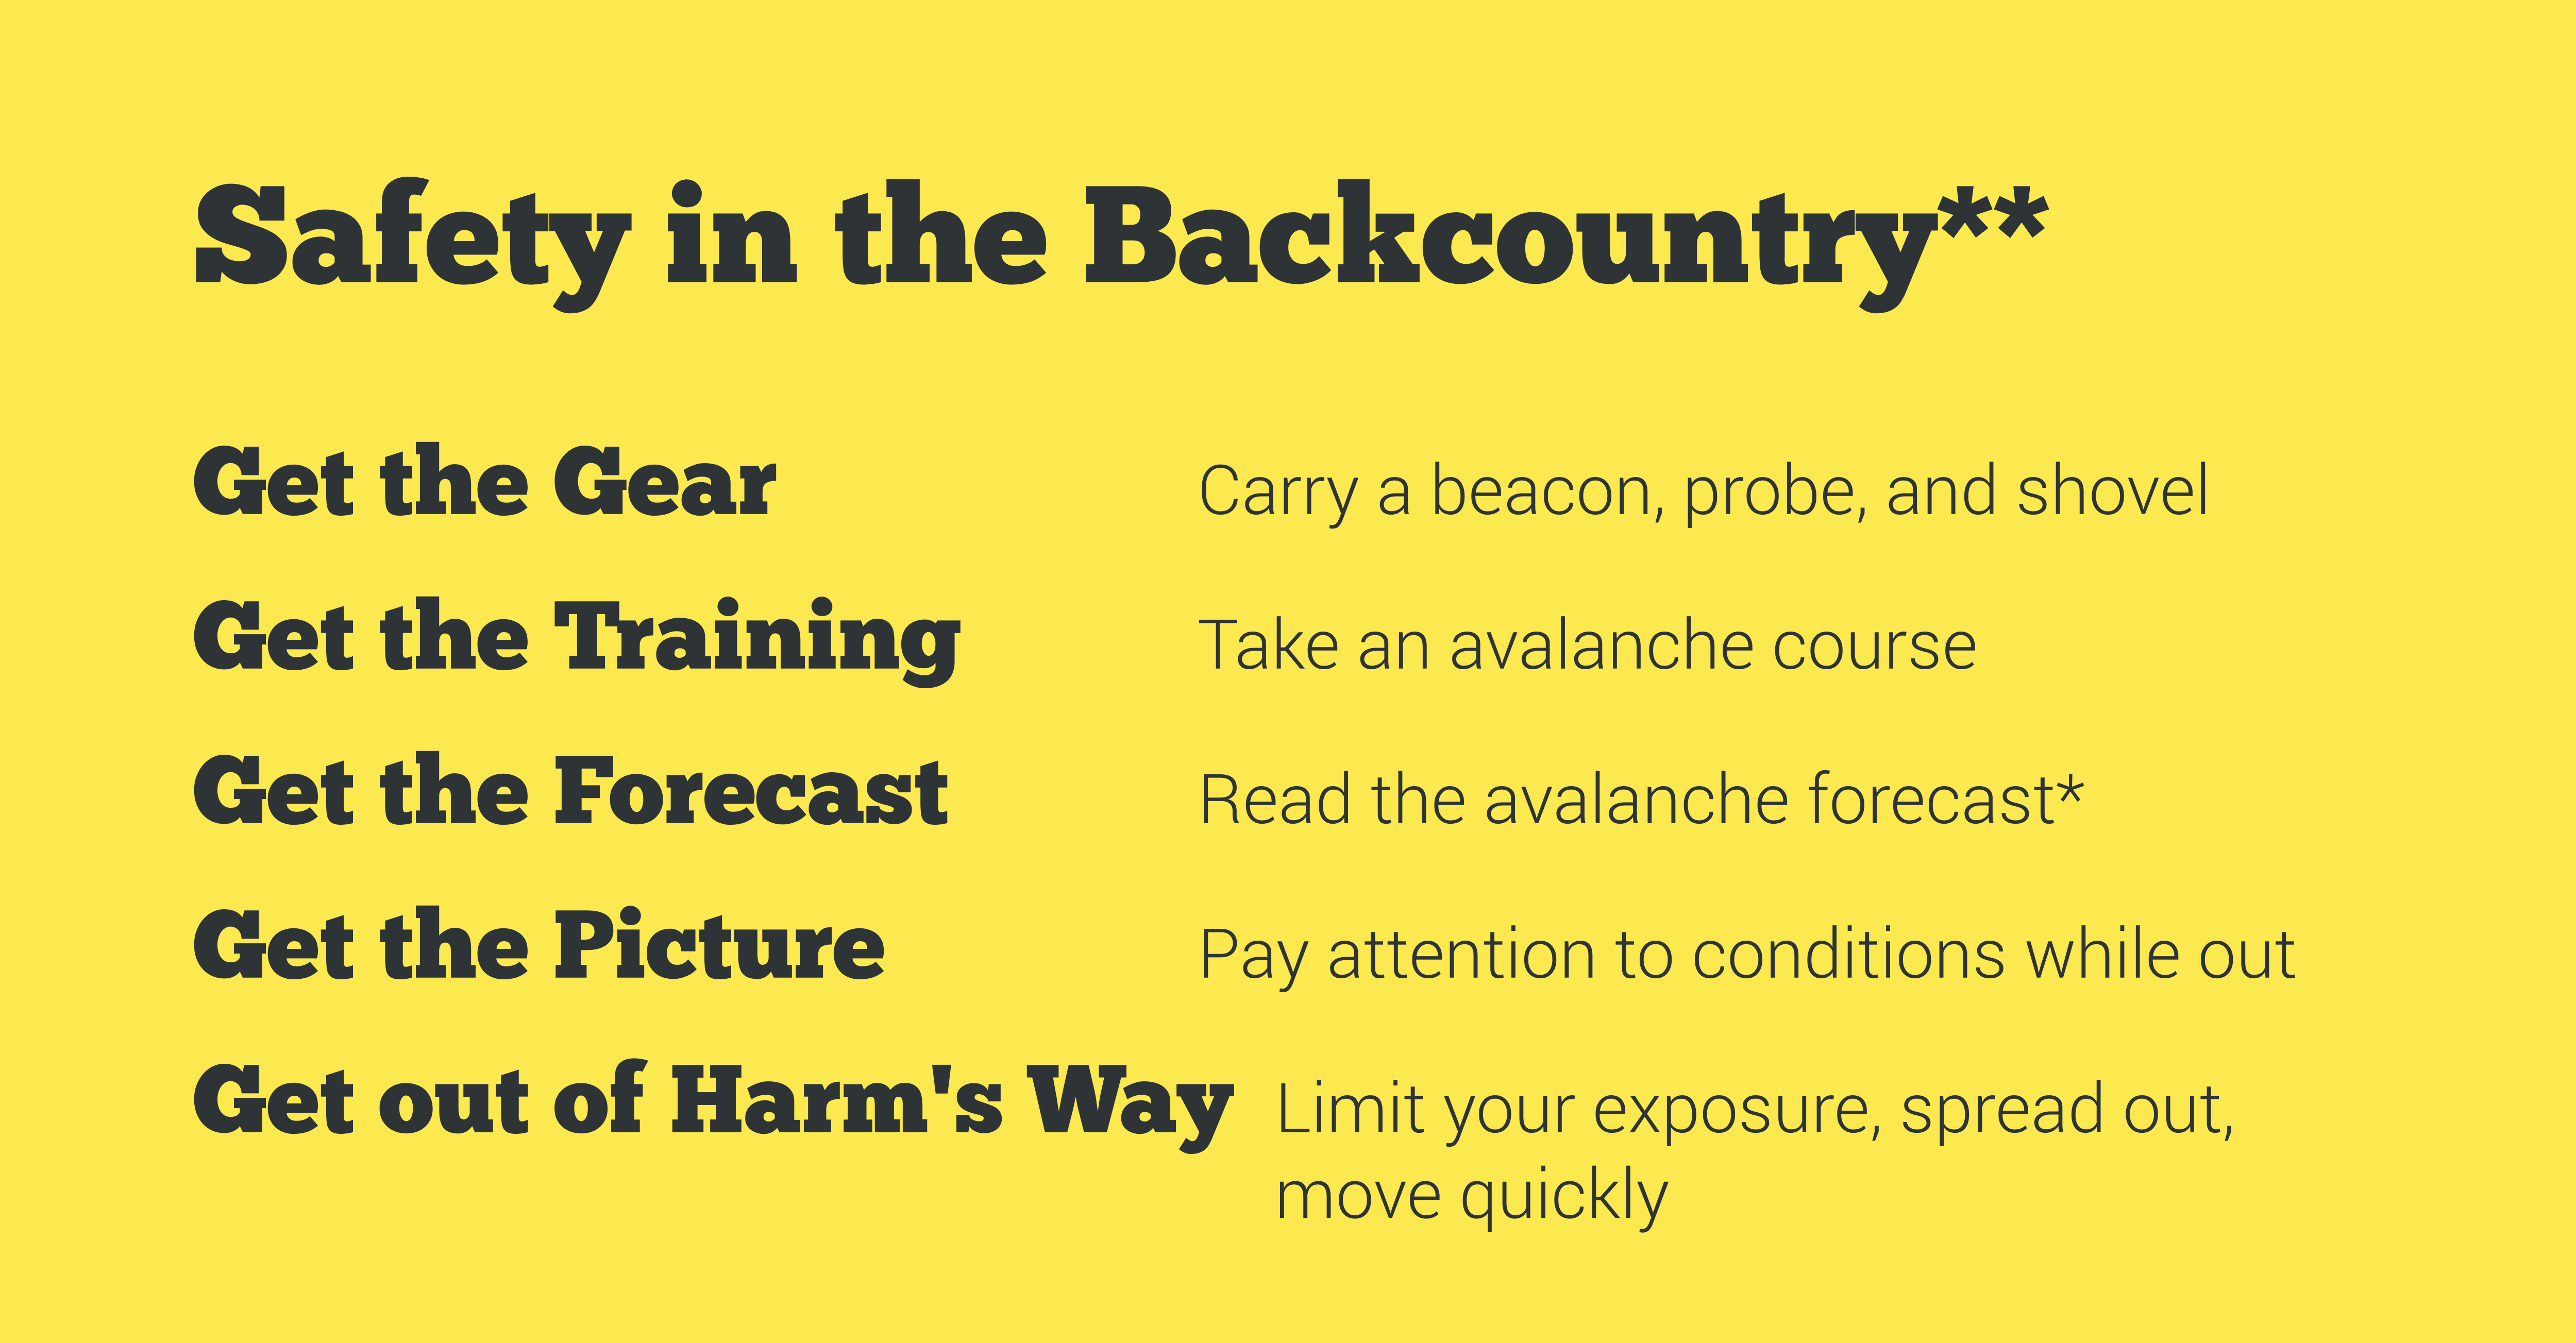 Safety in the Backcountry**
Get the Gear Carry a beacon, probe, and shovel
Get the Training Take an avalanche course
Get the Forecast Read the avalanche forecast*
Get the Picture Pay attention to conditions while out
Get out of Harm's Way Limit your exposure, spread out,
move quickly